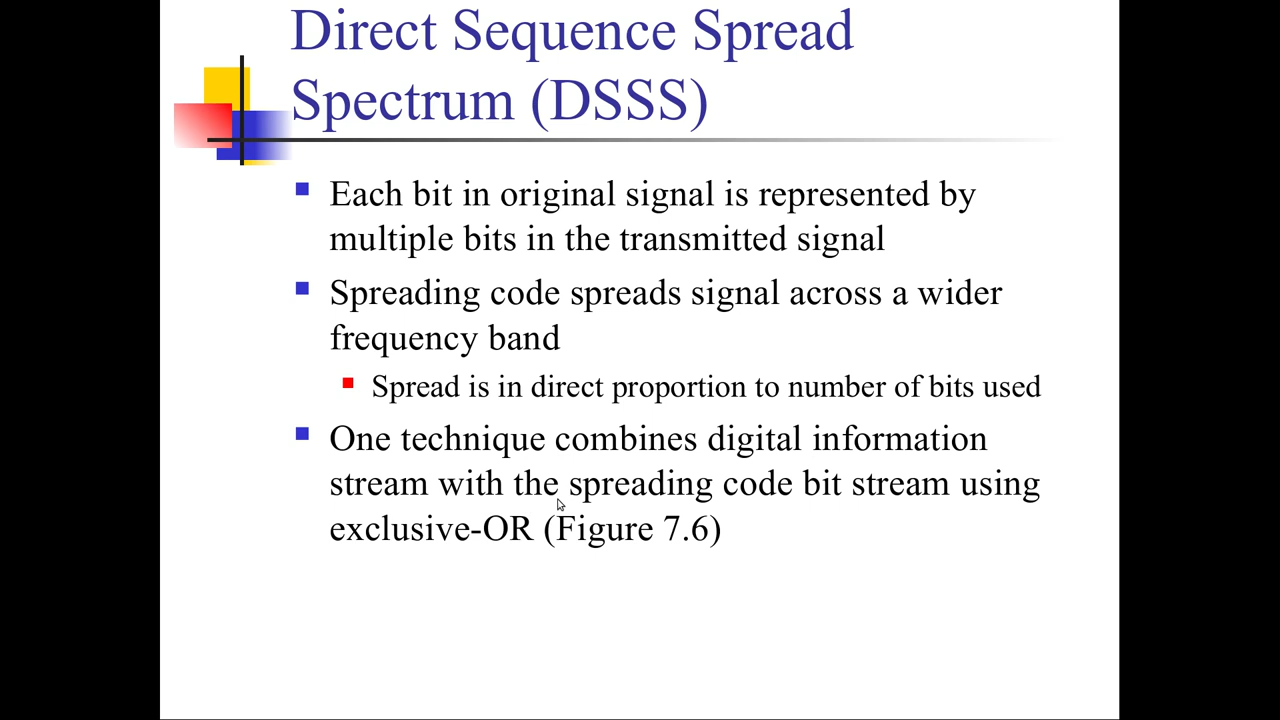 Direct Sequence Spread
Spectrum (DSSS)
Each bit in original signal is represented by
multiple bits in the transmitted signal
Spreading code spreads signal across a wider
frequency band
Spread is in direct proportion to number of bits used
One technique combines digital information
stream with the spreading code bit stream using
exclusive-OR (Figure 7.6)